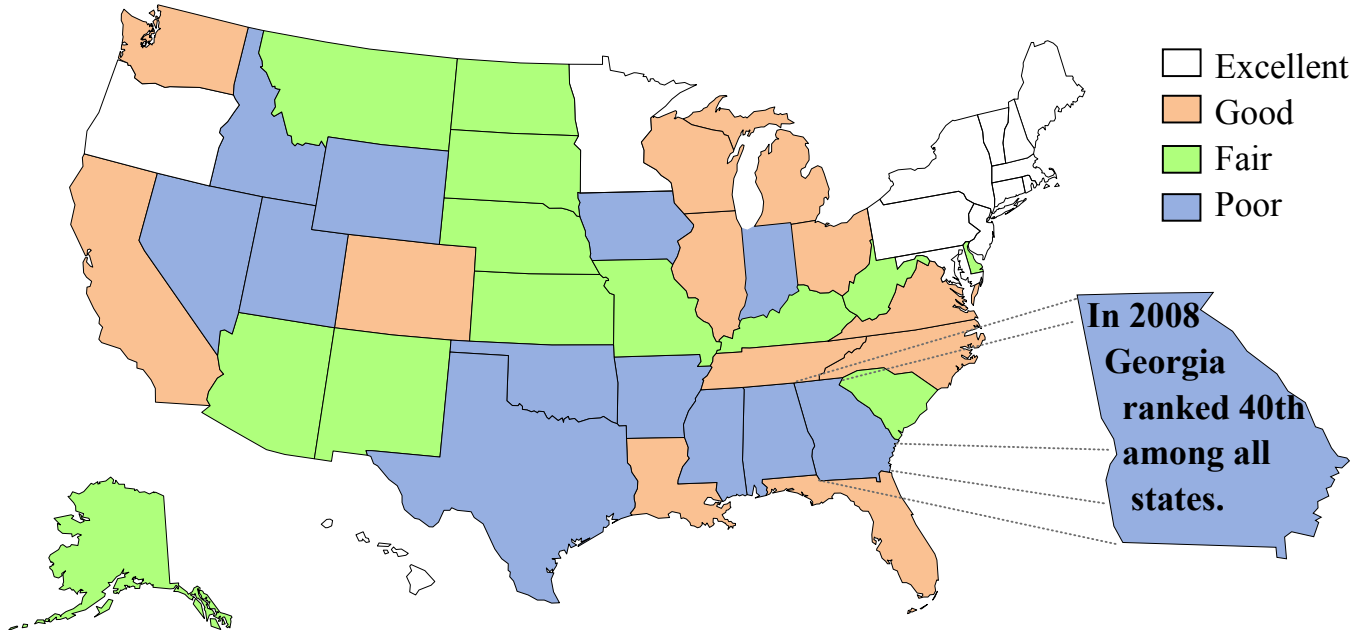 Excellent
Good
Fair
Poor
In 2008
Georgia
ranked 40th
among all
states.